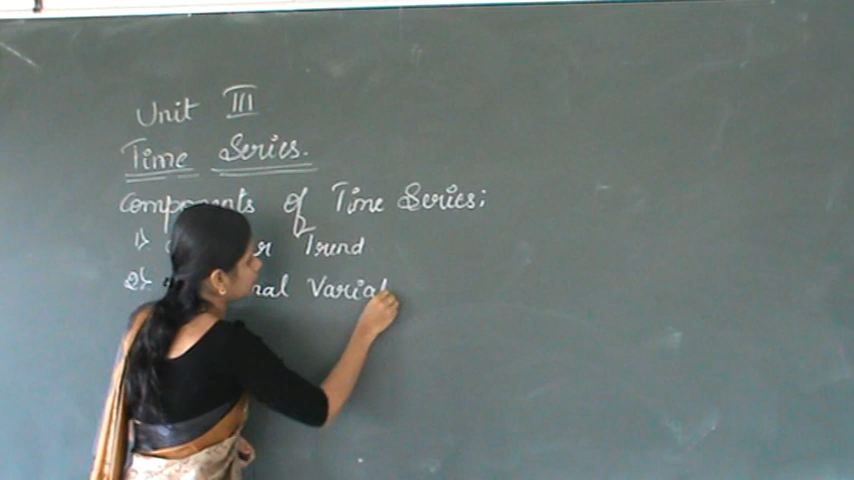 Unit III
Time Series.
Components of Time Series:
1) Trend
2) Varia